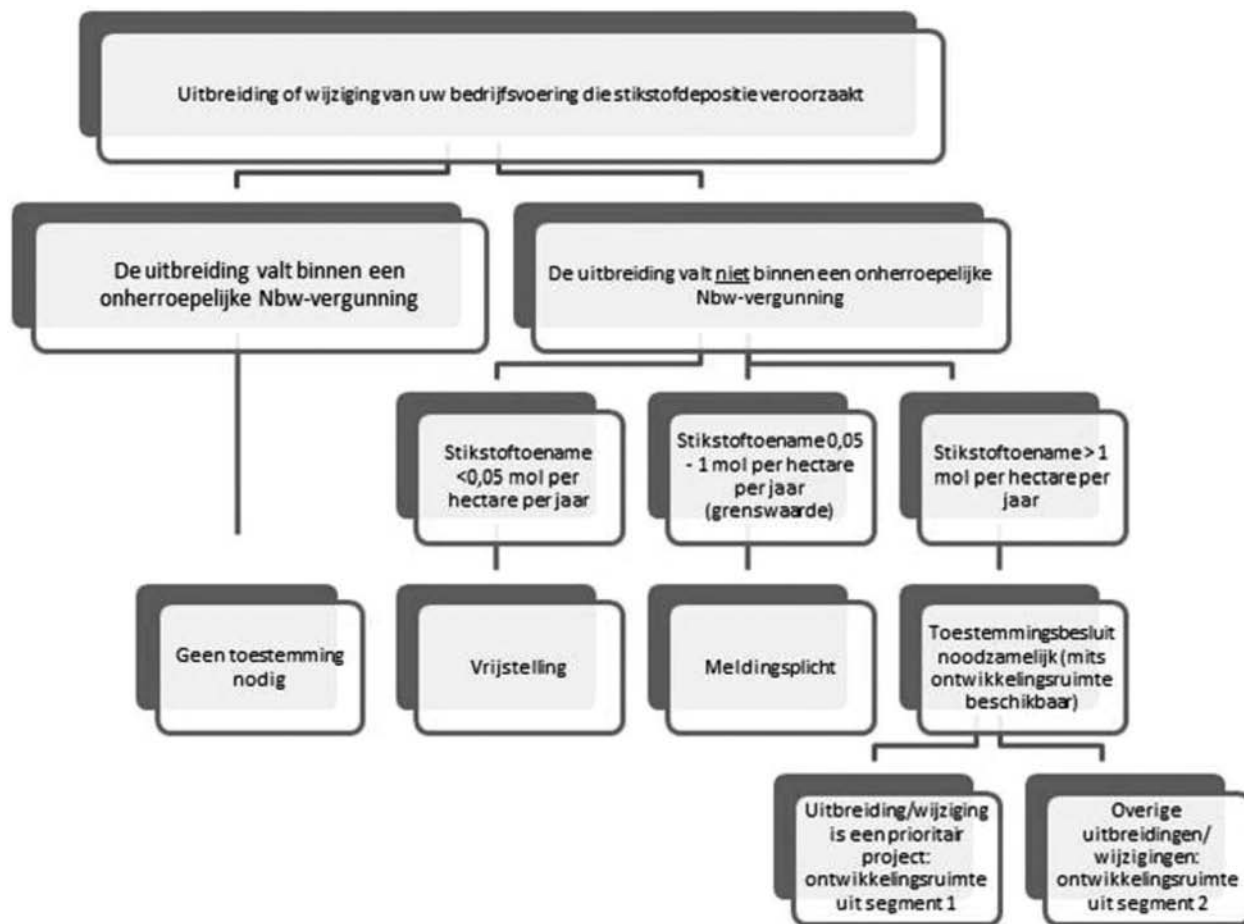 Uitbreiding of wijziging van uw bedrijfsvoering die stikstofdepositie veroorzaakt
De uitbreiding valt binnen een
onherroepelijke Nbw-vergunning
De uitbreiding valt niet binnen een onherroepelijke
Nbw-vergunning
Stikstoftoename
<0,05 mol per
hectare per jaar
Stikstoftoename 0,05
- 1 mol per hectare
per jaar
(grenswaarde)
Stikstoftoename > 1
mol per hectare per
jaar
Geen toestemming
nodig
Vrijstelling
Meldingsplicht
Toestemmingsbesluit
noodzamelijk (mits
ontwikkelingsruimte
beschikbaar)
Uitbreiding/wijziging
is een prioritair
project:
ontwikkelingsruimte
uit segment 1
Overige
uitbreidingen/
wijzigingen:
ontwikkelingsruimte
uit segment 2